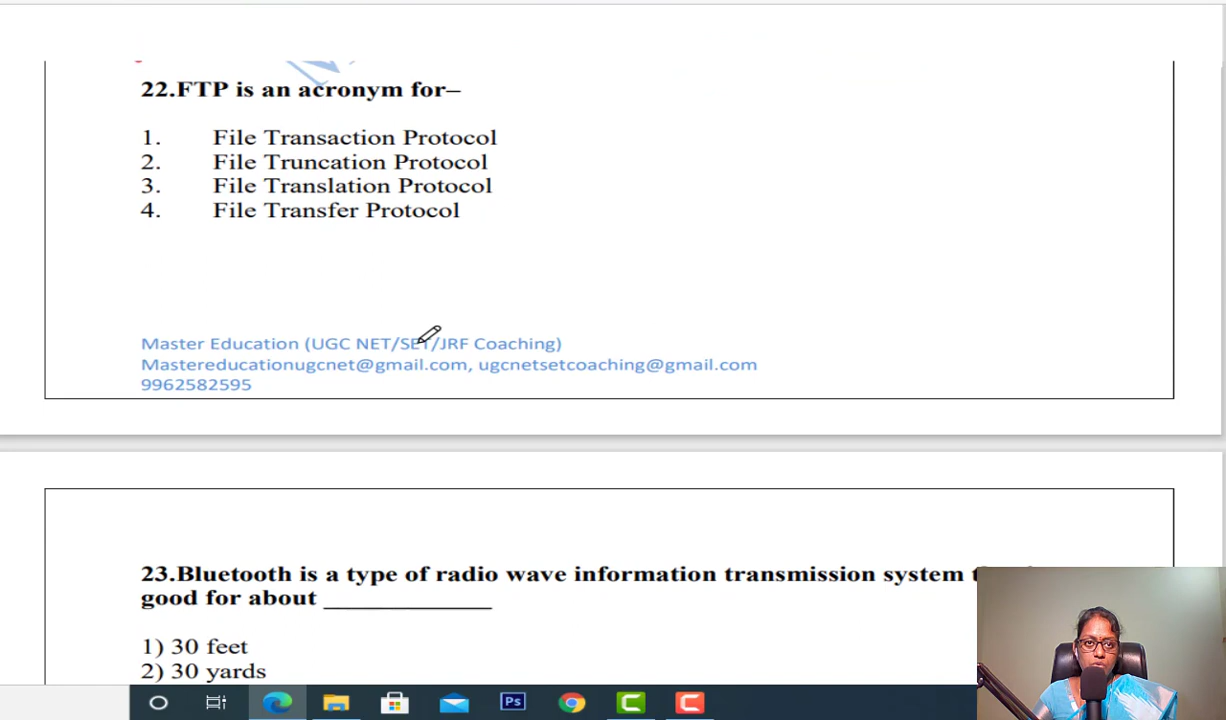 22.FTP is an acronym for–
1. File Transaction Protocol
2. File Truncation Protocol
3. File Translation Protocol
4. File Transfer Protocol
Master Education (UGC NET/SET/JRF Coaching)
Mastereducationugcnet@gmail.com, ugcnetsetcoaching@gmail.com
9962582595
23.Bluetooth is a type of radio wave information transmission system
good for about ______________
1) 30 feet
2) 30 yards
Ps